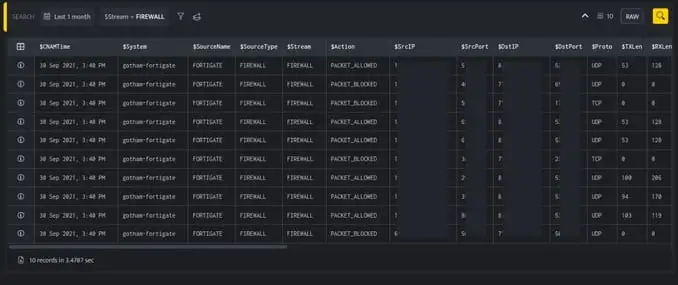 SEARCH Last 1 month $Stream = FIREWALL 10 RAW
$CNAMTime $System $SourceName $SourceType $Stream $Action $SrcIP $SrcPort $DstIP $DstPort $Proto $TXLen $RXLen
30 Sep 2021, 3:40 PM gotham-fortigate FORTIGATE FIREWALL FIREWALL PACKET_ALLOWED 1 5 8 5 UDP 53 128
30 Sep 2021, 3:40 PM gotham-fortigate FORTIGATE FIREWALL FIREWALL PACKET_BLOCKED 1 4 7 UDP 0 0
30 Sep 2021, 3:40 PM gotham-fortigate FORTIGATE FIREWALL FIREWALL PACKET_BLOCKED 1 5 7 1 TCP 0 0
30 Sep 2021, 3:40 PM gotham-fortigate FORTIGATE FIREWALL FIREWALL PACKET_ALLOWED 1 6 8 5 UDP 53 128
30 Sep 2021, 3:40 PM gotham-fortigate FORTIGATE FIREWALL FIREWALL PACKET_ALLOWED 1 6 8 5 UDP 53 128
30 Sep 2021, 3:40 PM gotham-fortigate FORTIGATE FIREWALL FIREWALL PACKET_BLOCKED 1 3 7 2 TCP 0 0
30 Sep 2021, 3:40 PM gotham-fortigate FORTIGATE FIREWALL FIREWALL PACKET_ALLOWED 1 2 8 5 UDP 100 206
30 Sep 2021, 3:40 PM gotham-fortigate FORTIGATE FIREWALL FIREWALL PACKET_ALLOWED 1 3 8 5 UDP 94 170
30 Sep 2021, 3:40 PM gotham-fortigate FORTIGATE FIREWALL FIREWALL PACKET_ALLOWED 1 8 5 UDP 103 119
30 Sep 2021, 3:40 PM gotham-fortigate FORTIGATE FIREWALL FIREWALL PACKET_BLOCKED 6 5 7 5 UDP 0 0
10 records in 3.4787 sec